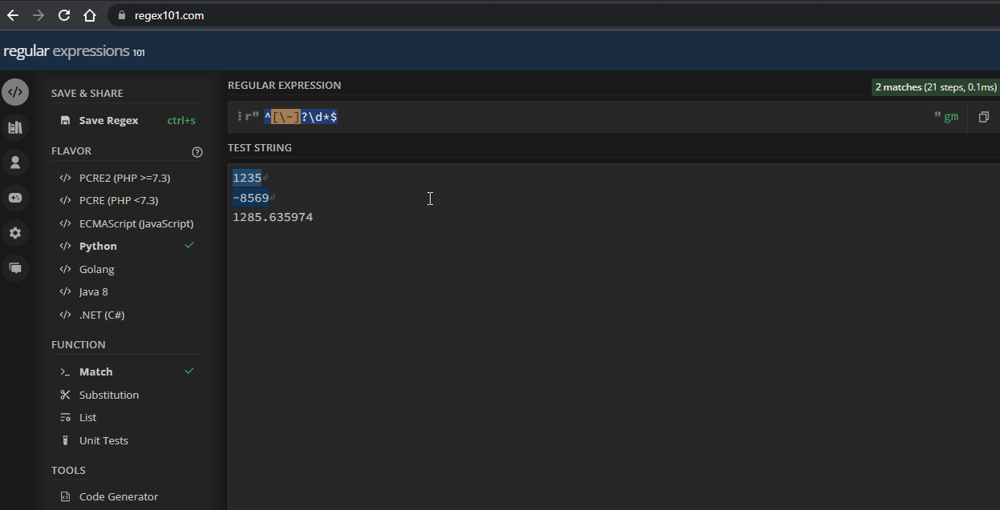 regex101.com
regular expressions 101
SAVE & SHARE
Save Regex ctrl+s
FLAVOR
PCRE2 (PHP >=7.3)
PCRE (PHP <7.3)
ECMAScript (JavaScript)
Python
Golang
Java 8
.NET (C#)
FUNCTION
Match
Substitution
List
Unit Tests
TOOLS
Code Generator
REGULAR EXPRESSION
2 matches (21 steps, 0.1ms)
r" ^[\-]?\d*$ " gm
TEST STRING
1235
-8569
1285.635974